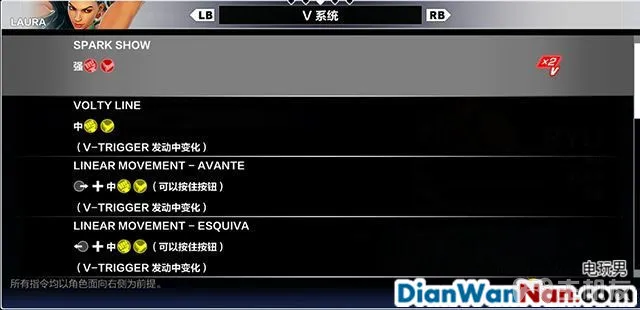 LAURA
LB V 系统 RB
SPARK SHOW
强
×2 V
VOLTY LINE
中
（V-TRIGGER 发动中变化）
LINEAR MOVEMENT – AVANTE
+ 中 （可以按住按钮）
（V-TRIGGER 发动中变化）
LINEAR MOVEMENT – ESQUIVA
+ 中 （可以按住按钮）
（V-TRIGGER 发动中变化）
所有指令均以角色面向右侧为前提。
电玩男
DianWanNan.com